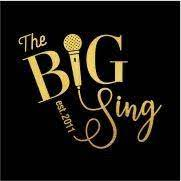 The
BIG
est.2011
Sing